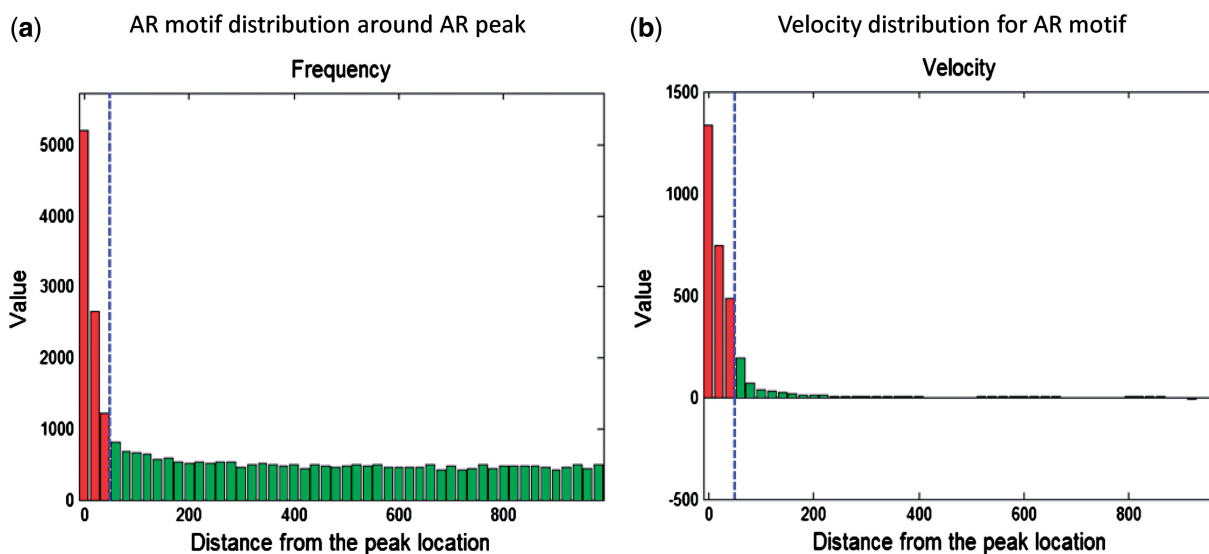 (a) AR motif distribution around AR peak
Frequency
5000
4000
3000
2000
1000
0
Value
0 200 400 600 800
Distance from the peak location
(b) Velocity distribution for AR motif
Velocity
1500
1000
500
0
-500
Value
0 200 400 600 800
Distance from the peak location